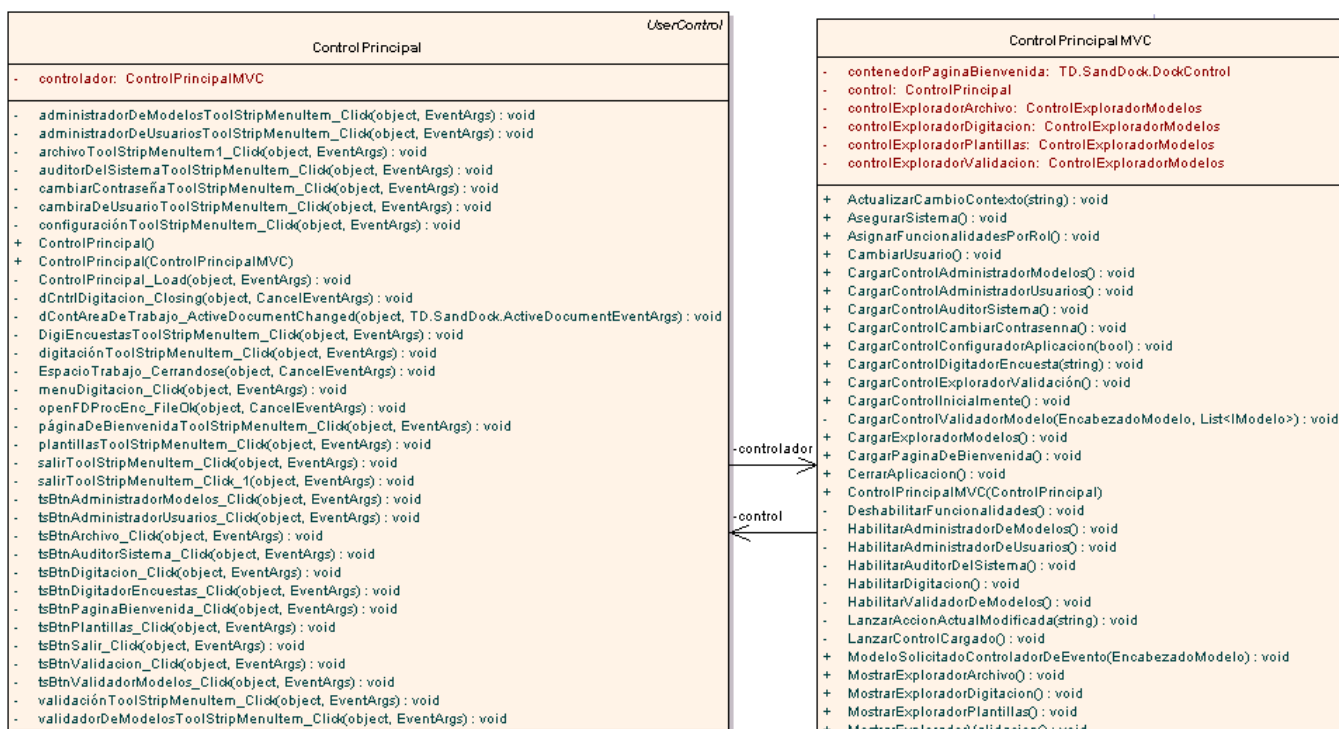 UserControl
ControlPrincipal
- controlador: ControlPrincipalMVC
- administradorDeModelosToolStripMenuItem_Click(object, EventArgs) : void
- administradorDeUsuariosToolStripMenuItem_Click(object, EventArgs) : void
- archivoToolStripMenuItem1_Click(object, EventArgs) : void
- auditorDelSistemaToolStripMenuItem_Click(object, EventArgs) : void
- cambiarContraseñaToolStripMenuItem_Click(object, EventArgs) : void
- cambiraDeUsuarioToolStripMenuItem_Click(object, EventArgs) : void
- configuraciónToolStripMenuItem_Click(object, EventArgs) : void
+ ControlPrincipal()
+ ControlPrincipal(ControlPrincipalMVC)
- ControlPrincipal_Load(object, EventArgs) : void
- dCntrlDigitacion_Closing(object, CancelEventArgs) : void
- dContAreaDeTrabajo_ActiveDocumentChanged(object, TD.SandDock.ActiveDocumentEventArgs) : void
- DigiEncuestasToolStripMenuItem_Click(object, EventArgs) : void
- digitaciónToolStripMenuItem_Click(object, EventArgs) : void
- EspacioTrabajo_Cerrandose(object, CancelEventArgs) : void
- menuDigitacion_Click(object, EventArgs) : void
- openFDProcEnc_FileOk(object, CancelEventArgs) : void
- páginaDeBienvenidaToolStripMenuItem_Click(object, EventArgs) : void
- plantillasToolStripMenuItem_Click(object, EventArgs) : void
- salirToolStripMenuItem_Click(object, EventArgs) : void
- salirToolStripMenuItem_Click_1(object, EventArgs) : void
- tsBtnAdministradorModelos_Click(object, EventArgs) : void
- tsBtnAdministradorUsuarios_Click(object, EventArgs) : void
- tsBtnArchivo_Click(object, EventArgs) : void
- tsBtnAuditorSistema_Click(object, EventArgs) : void
- tsBtnDigitacion_Click(object, EventArgs) : void
- tsBtnDigitadorEncuestas_Click(object, EventArgs) : void
- tsBtnPaginaBienvenida_Click(object, EventArgs) : void
- tsBtnPlantillas_Click(object, EventArgs) : void
- tsBtnSalir_Click(object, EventArgs) : void
- tsBtnValidacion_Click(object, EventArgs) : void
- tsBtnValidadorModelos_Click(object, EventArgs) : void
- validaciónToolStripMenuItem_Click(object, EventArgs) : void
- validadorDeModelosToolStripMenuItem_Click(object, EventArgs) : void
-controlador
-control
ControlPrincipalMVC
- contenedorPaginaBienvenida: TD.SandDock.DockControl
- control: ControlPrincipal
- controlExploradorArchivo: ControlExploradorModelos
- controlExploradorDigitacion: ControlExploradorModelos
- controlExploradorPlantillas: ControlExploradorModelos
- controlExploradorValidacion: ControlExploradorModelos
+ ActualizarCambioContexto(string) : void
+ AsegurarSistema() : void
+ AsignarFuncionalidadesPorRol() : void
+ CambiarUsuario() : void
+ CargarControlAdministradorModelos() : void
+ CargarControlAdministradorUsuarios() : void
+ CargarControlAuditorSistema() : void
+ CargarControlCambiarContrasenna() : void
+ CargarControlConfiguradorAplicacion(bool) : void
+ CargarControlDigitadorEncuesta(string) : void
+ CargarControlExploradorValidación() : void
+ CargarControlInicialmente() : void
- CargarControlValidadorModelo(EncabezadoModelo, List<IModelo>) : void
+ CargarExploradorModelos() : void
+ CargarPaginaDeBienvenida() : void
+ CerrarAplicacion() : void
+ ControlPrincipalMVC(ControlPrincipal)
- DeshabilitarFuncionalidades() : void
- HabilitarAdministradorDeModelos() : void
- HabilitarAdministradorDeUsuarios() : void
- HabilitarAuditorDelSistema() : void
- HabilitarDigitacion() : void
- HabilitarValidadorDeModelos() : void
- LanzarAccionActualModificada(string) : void
- LanzarControlCargado() : void
+ ModeloSolicitadoControladorDeEvento(EncabezadoModelo) : void
+ MostrarExploradorArchivo() : void
+ MostrarExploradorDigitacion() : void
+ MostrarExploradorPlantillas() : void
+ MostrarExploradorValidacion() : void